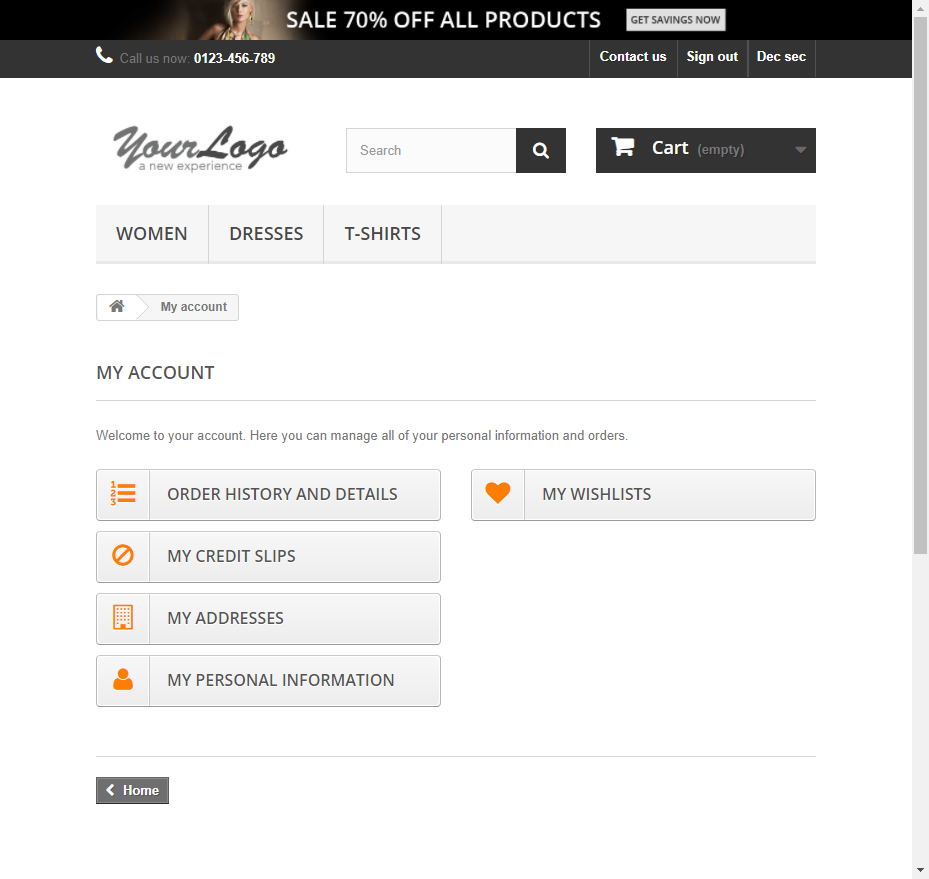 SALE 70% OFF ALL PRODUCTS GET SAVINGS NOW
Call us now: 0123-456-789 Contact us Sign out Dec sec
YourLogo
a new experience
Search
Cart (empty)
WOMEN DRESSES T-SHIRTS
My account
MY ACCOUNT
Welcome to your account. Here you can manage all of your personal information and orders.
1 2 3 ORDER HISTORY AND DETAILS
MY WISHLISTS
MY CREDIT SLIPS
MY ADDRESSES
MY PERSONAL INFORMATION
Home